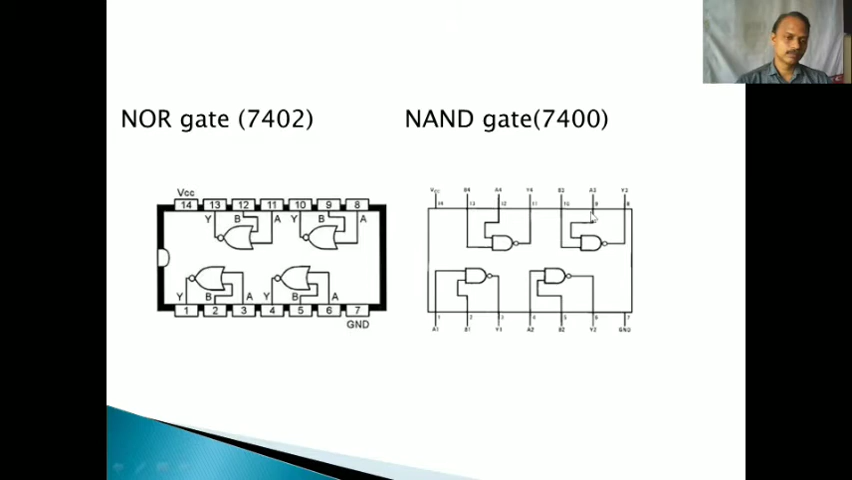 NOR gate (7402)
NAND gate(7400)
Vcc
14 13 12 11 10 9 8
Y B A Y B A
Y B A Y B A
1 2 3 4 5 6 7
GND
Vcc B4 A4 Y4 B3 A3 Y3
14 13 12 11 10 9 8
1 2 3 4 5 6 7
A1 B1 Y1 A2 B2 Y2 GND